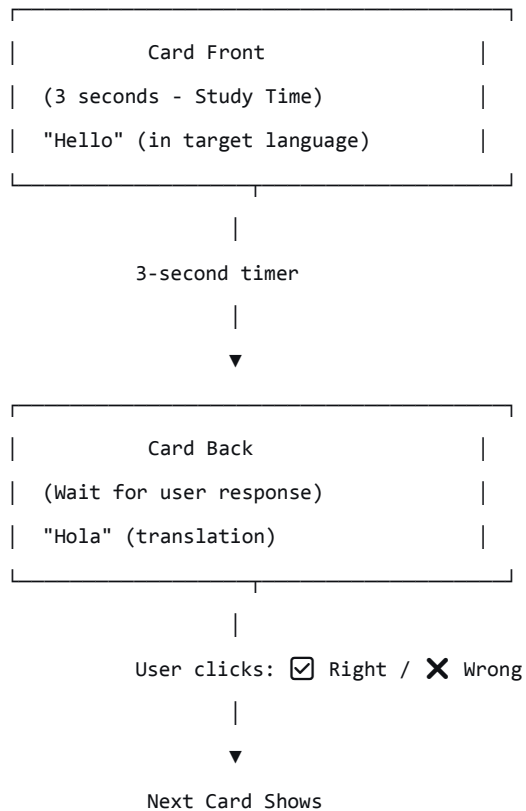 Card Front
(3 seconds - Study Time)
"Hello" (in target language)
3-second timer
Card Back
(Wait for user response)
"Hola" (translation)
User clicks: ☑ Right / ❌ Wrong
Next Card Shows